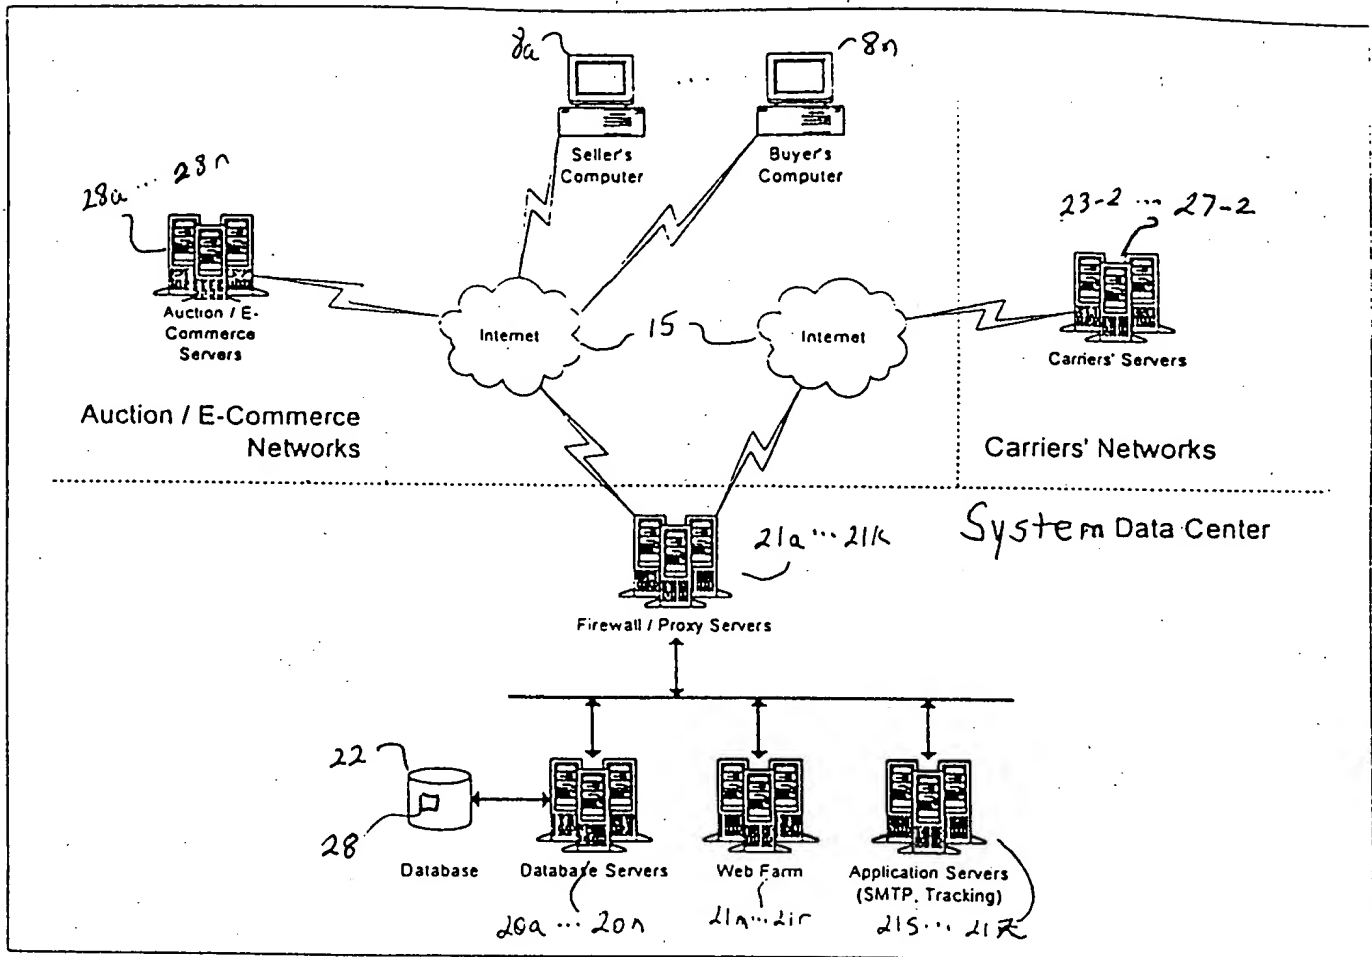 8a
...
8n
Seller's
Computer
Buyer's
Computer
28a ... 28n
23-2 ... 27-2
Auction / E-
Commerce
Servers
Internet
15
Internet
Carriers' Servers
Auction / E-Commerce
Networks
Carriers' Networks
System Data Center
21a ... 21k
Firewall / Proxy Servers
22
28
Database
Database Servers
Web Farm
Application Servers
(SMTP, Tracking)
20a ... 20n
21n ... 21r
21s ...